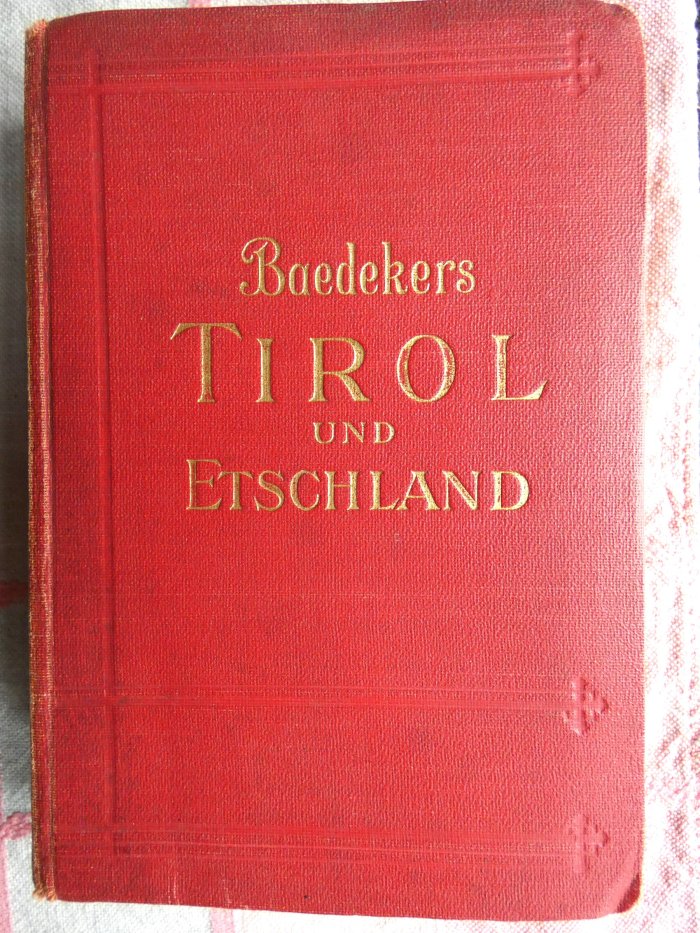 Baedekers
TIROL
UND
ETSCHLAND